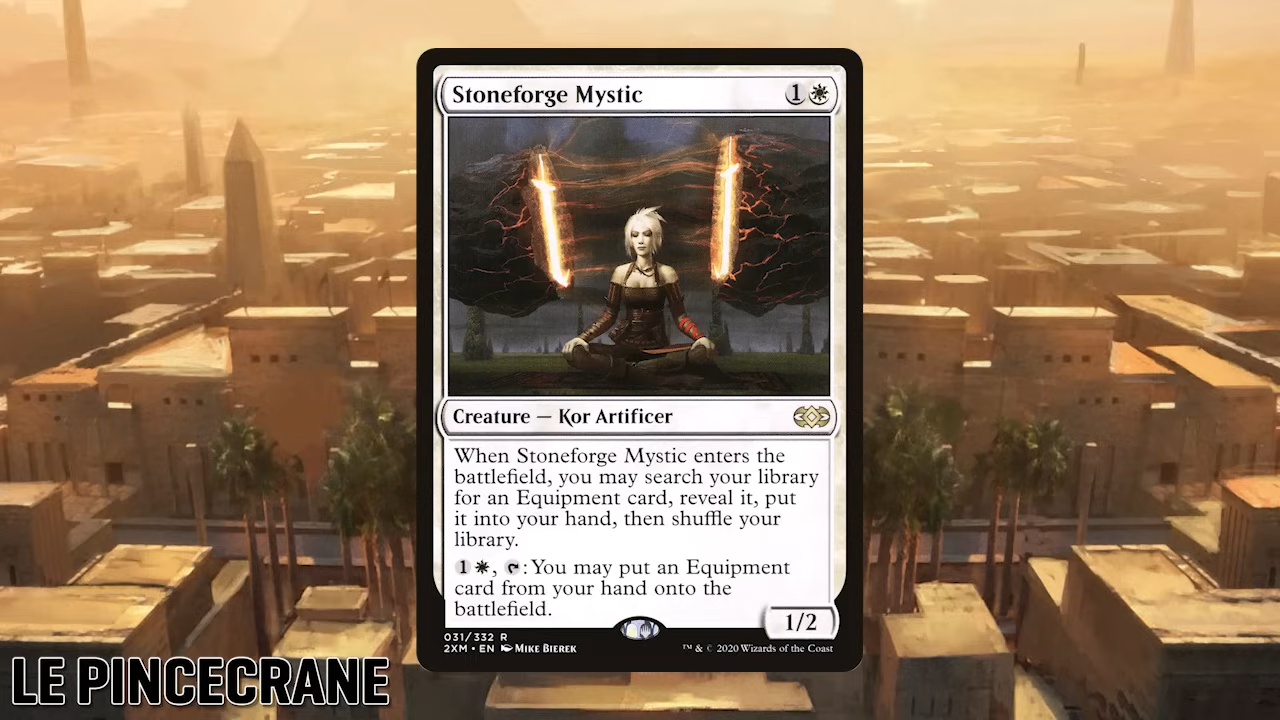 Stoneforge Mystic 1
Creature — Kor Artificer
When Stoneforge Mystic enters the
battlefield, you may search your library
for an Equipment card, reveal it, put
it into your hand, then shuffle your
library.
1 , : You may put an Equipment
card from your hand onto the
battlefield.
1/2
031/332 R
2XM • EN Mike Bierek
™ & © 2020 Wizards of the Coast
LE PINCECRANE